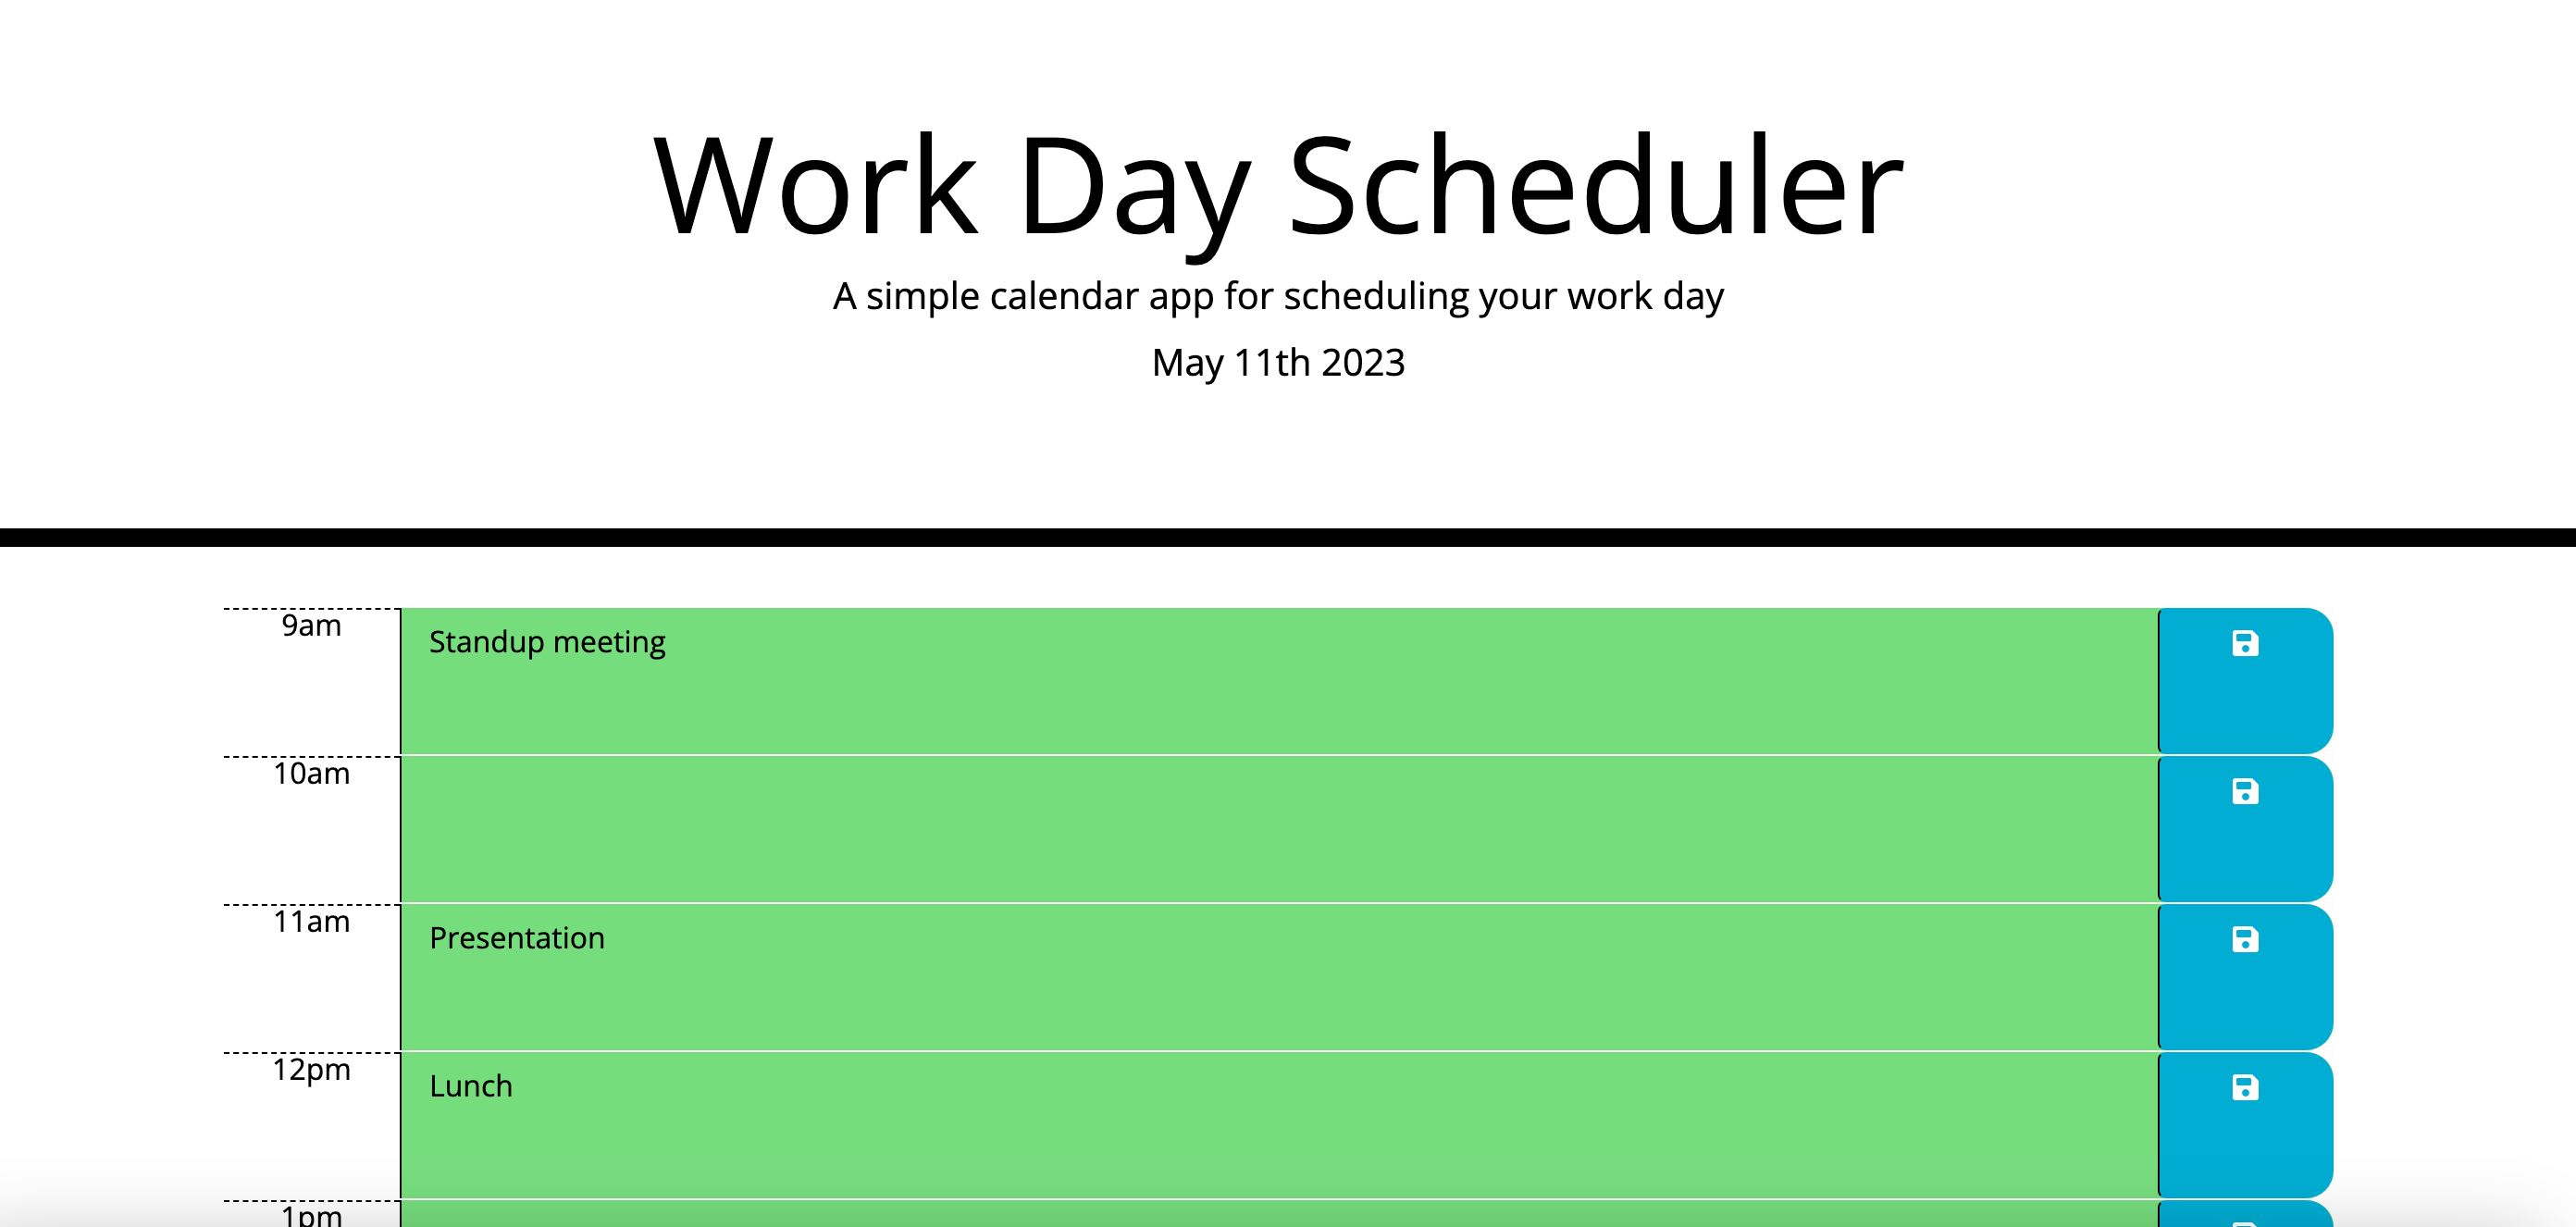 Work Day Scheduler
A simple calendar app for scheduling your work day
May 11th 2023
9am
Standup meeting
10am
11am
Presentation
12pm
Lunch
1pm